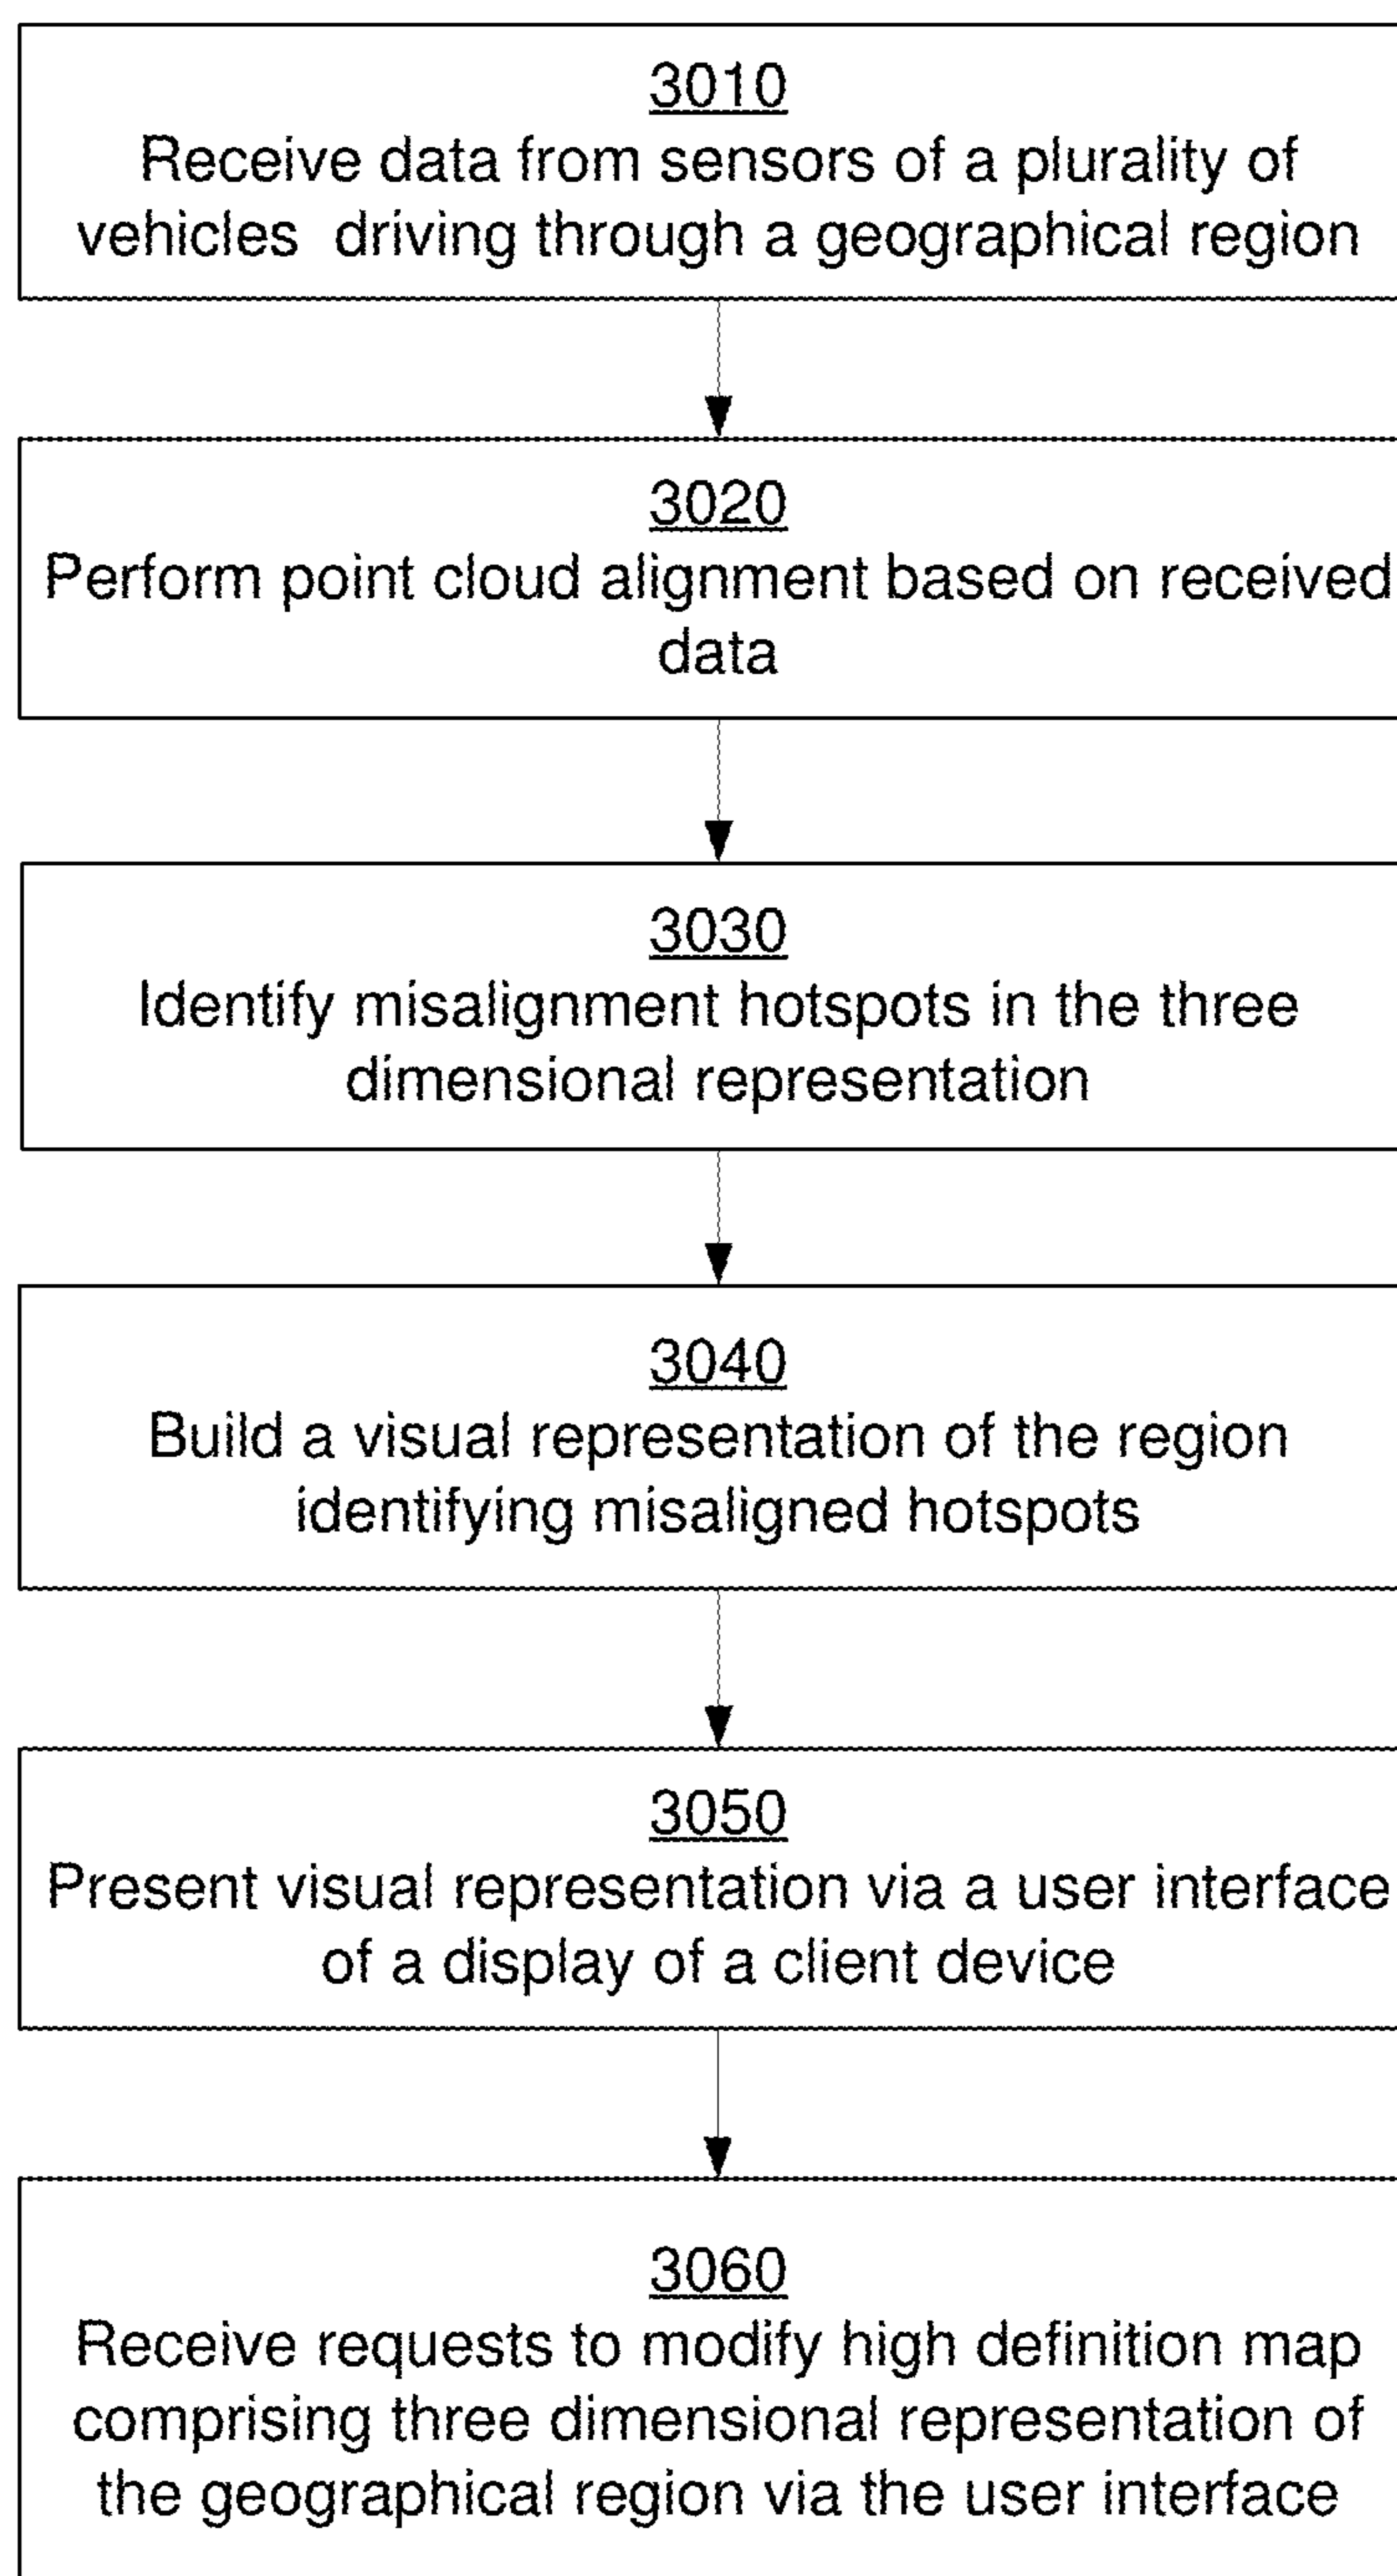 3010
Receive data from sensors of a plurality of
vehicles driving through a geographical region
3020
Perform point cloud alignment based on received
data
3030
Identify misalignment hotspots in the three
dimensional representation
3040
Build a visual representation of the region
identifying misaligned hotspots
3050
Present visual representation via a user interface
of a display of a client device
3060
Receive requests to modify high definition map
comprising three dimensional representation of
the geographical region via the user interface